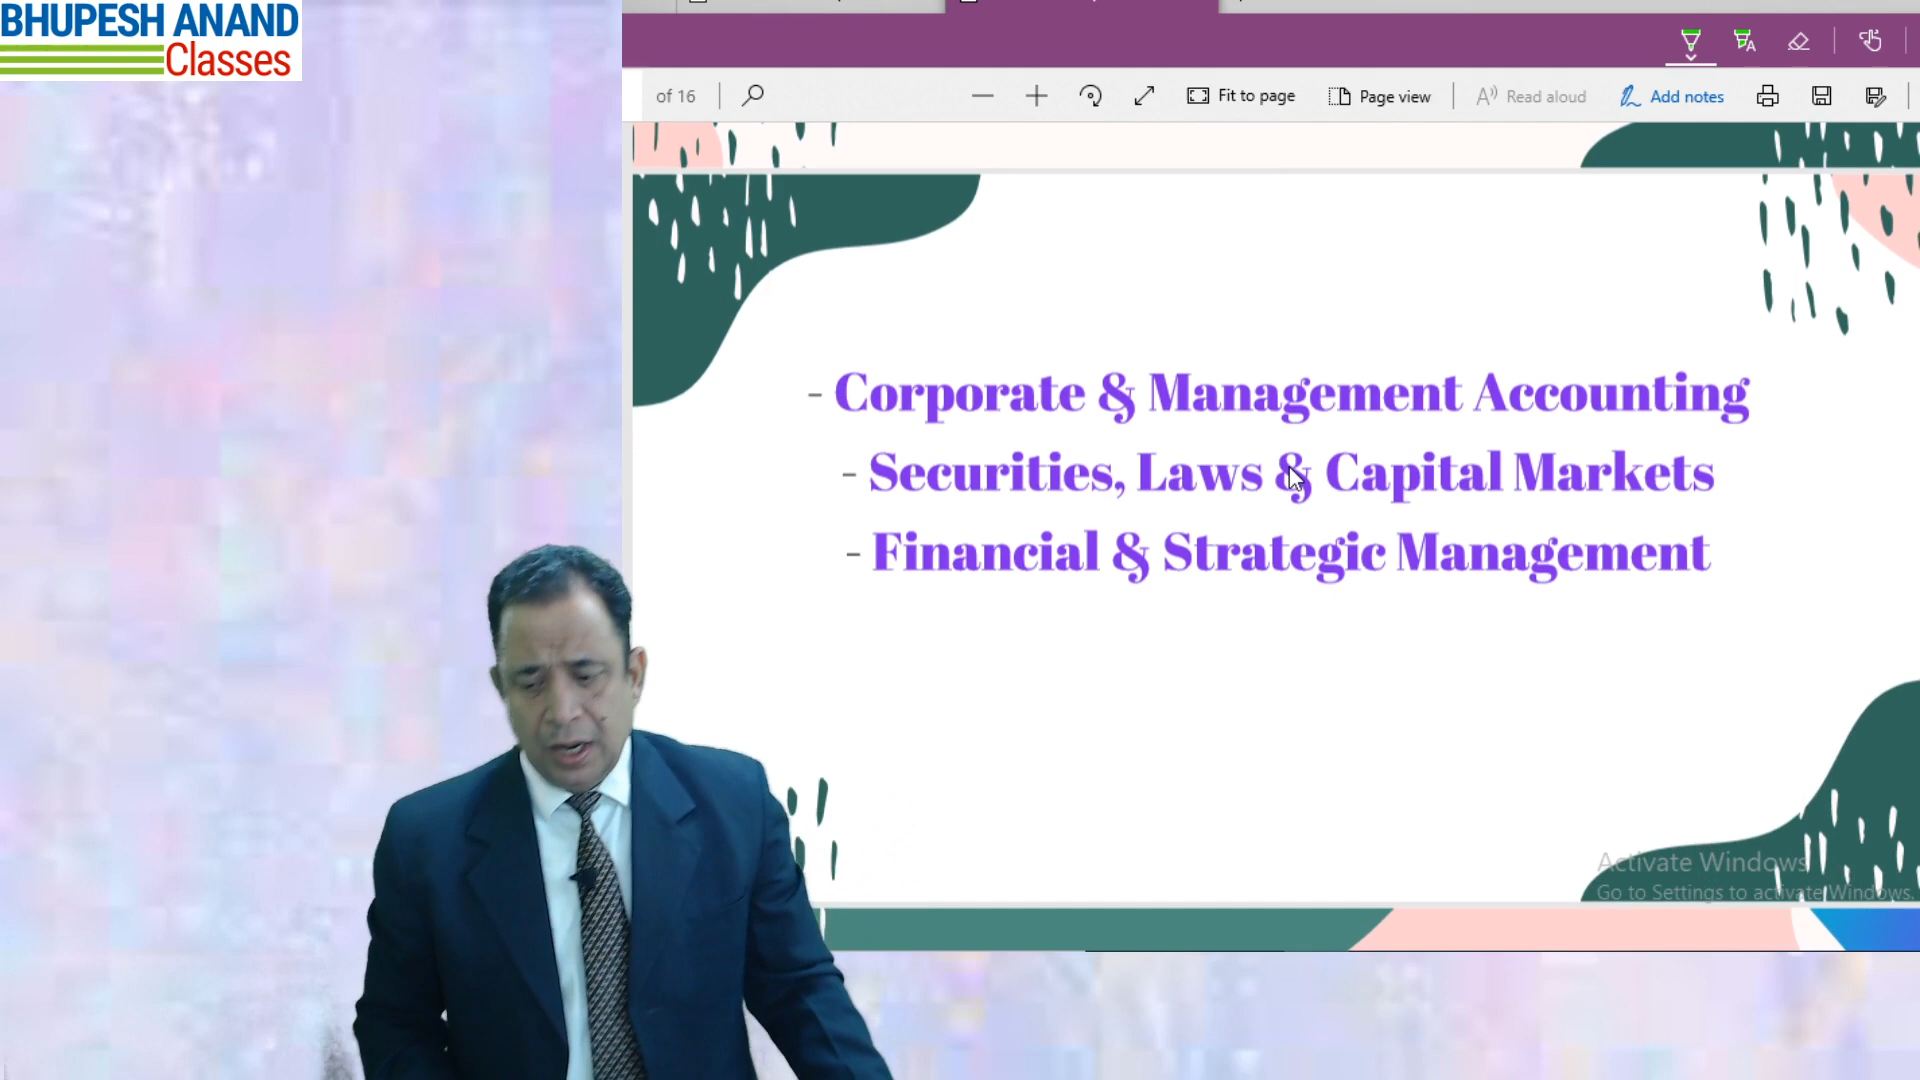 BHUPESH ANAND
Classes
of 16
Fit to page
Page view
Read aloud
Add notes
- Corporate & Management Accounting
- Securities, Laws & Capital Markets
- Financial & Strategic Management
Activate Windows
Go to Settings to activate Windows.